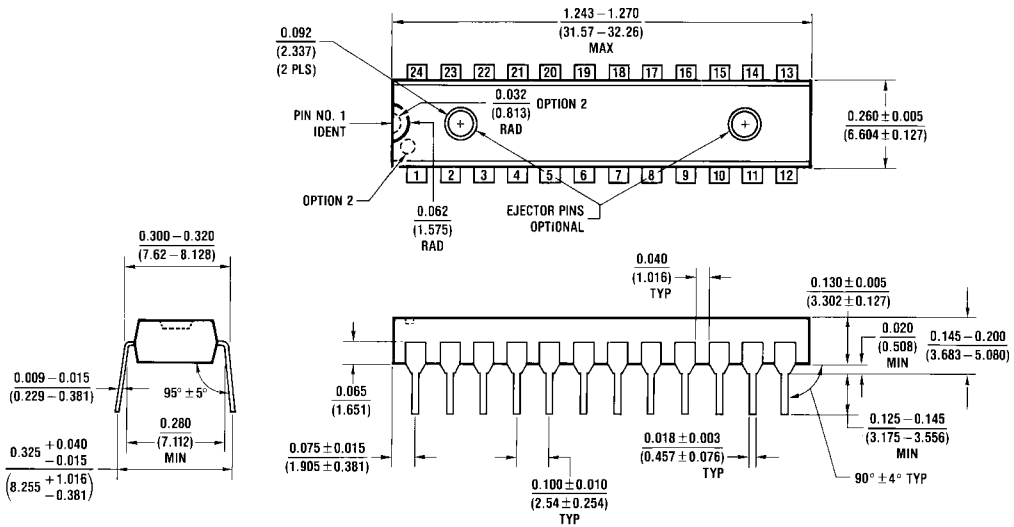 1.243 – 1.270
(31.57 – 32.26)
MAX
0.092
(2.337)
(2 PLS)
24 23 22 21 20 19 18 17 16 15 14 13
0.032
(0.813)
RAD
OPTION 2
PIN NO. 1
IDENT
0.260 ± 0.005
(6.604 ± 0.127)
1 2 3 4 5 6 7 8 9 10 11 12
OPTION 2
0.062
(1.575)
RAD
EJECTOR PINS
OPTIONAL
0.300 – 0.320
(7.62 – 8.128)
0.040
(1.016)
TYP
0.130 ± 0.005
(3.302 ± 0.127)
0.020
(0.508)
MIN
0.145 – 0.200
(3.683 – 5.080)
0.009 – 0.015
(0.229 – 0.381)
95° ± 5°
0.065
(1.651)
0.280
(7.112)
MIN
0.325 + 0.040 – 0.015
(8.255 + 1.016 – 0.381)
0.075 ± 0.015
(1.905 ± 0.381)
0.100 ± 0.010
(2.54 ± 0.254)
TYP
0.018 ± 0.003
(0.457 ± 0.076)
TYP
0.125 – 0.145
(3.175 – 3.556)
MIN
90° ± 4° TYP